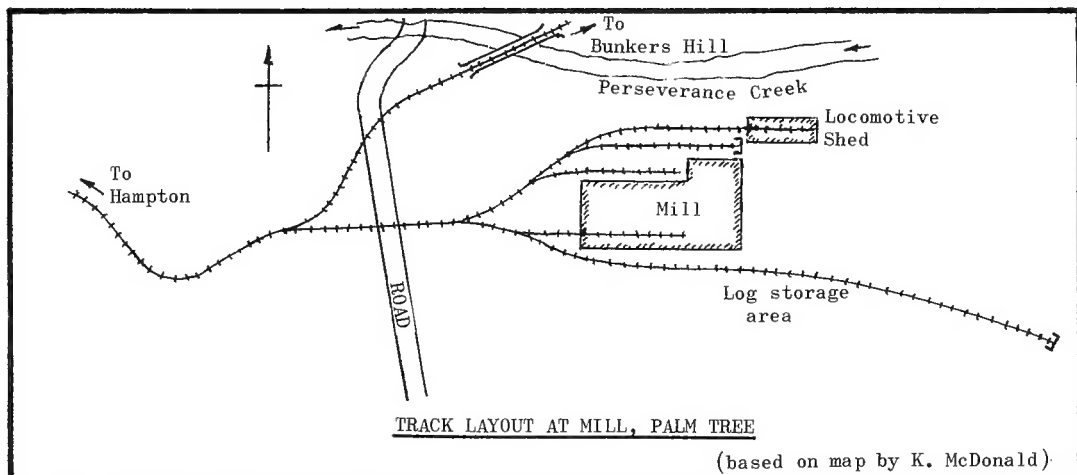 To
Bunkers Hill
Perseverance Creek
Locomotive
Shed
To
Hampton
Mill
ROAD
Log storage
area
TRACK LAYOUT AT MILL, PALM TREE
(based on map by K. McDonald)